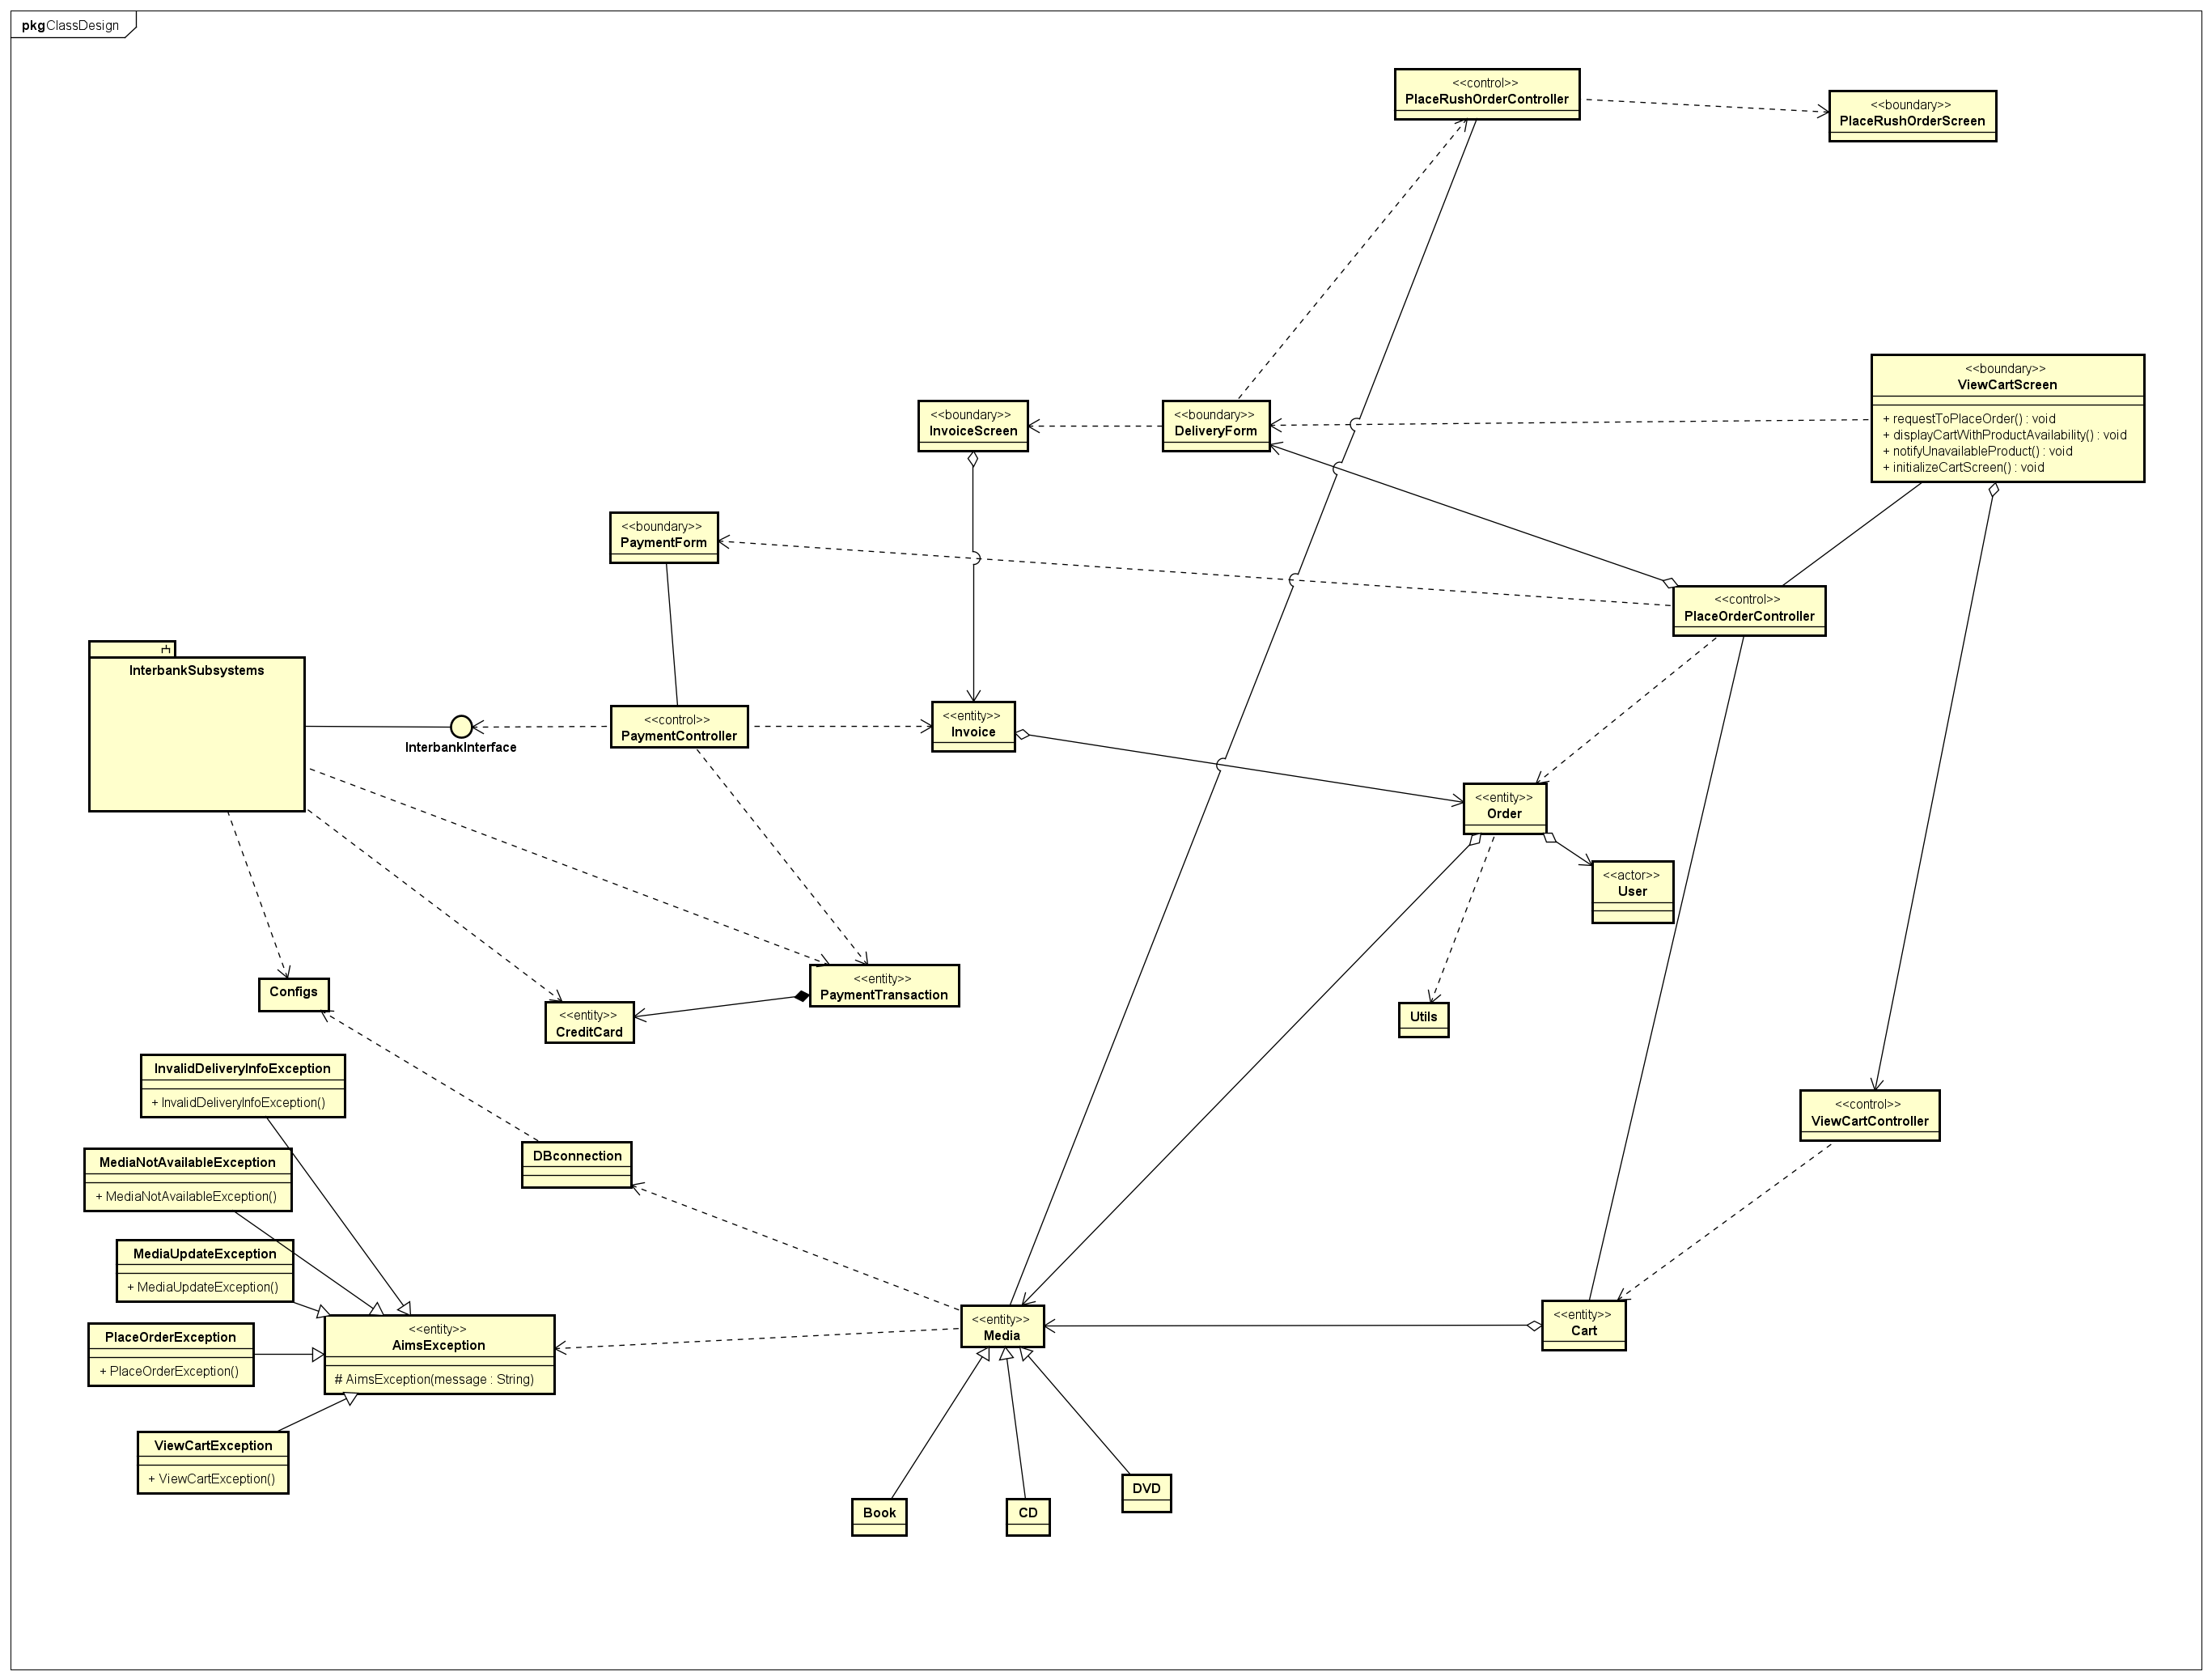 pkg ClassDesign
<<control>>
PlaceRushOrderController
<<boundary>>
PlaceRushOrderScreen
<<boundary>>
ViewCartScreen
+ requestToPlaceOrder() : void
+ displayCartWithProductAvailability() : void
+ notifyUnavailableProduct() : void
+ initializeCartScreen() : void
<<boundary>>
InvoiceScreen
<<boundary>>
DeliveryForm
<<boundary>>
PaymentForm
<<control>>
PlaceOrderController
InterbankSubsystems
InterbankInterface
<<control>>
PaymentController
<<entity>>
Invoice
<<entity>>
Order
<<actor>>
User
<<entity>>
PaymentTransaction
Configs
<<entity>>
CreditCard
Utils
InvalidDeliveryInfoException
+ InvalidDeliveryInfoException()
<<control>>
ViewCartController
MediaNotAvailableException
+ MediaNotAvailableException()
DBconnection
MediaUpdateException
+ MediaUpdateException()
PlaceOrderException
+ PlaceOrderException()
<<entity>>
AimsException
# AimsException(message : String)
<<entity>>
Media
<<entity>>
Cart
ViewCartException
+ ViewCartException()
Book
CD
DVD